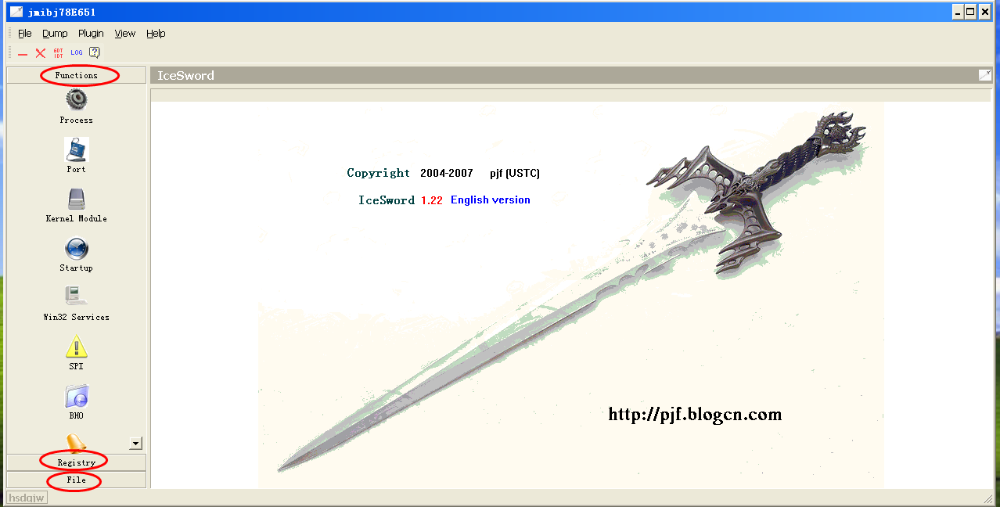 jmibj78E651
File Dump Plugin View Help
GDT IDT LOG
Functions
IceSword
Process
Port
Kernel Module
Startup
Win32 Services
SPI
BHO
Registry
File
Copyright 2004-2007 pjf (USTC)
IceSword 1.22 English version
http://pjf.blogcn.com
hsdqjw